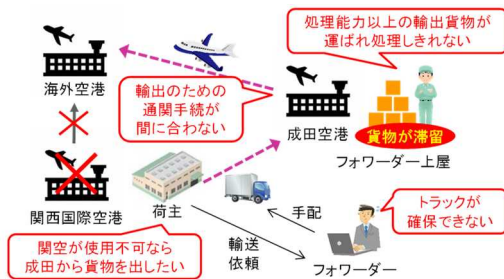 処理能力以上の輸出貨物が
運ばれ処理しきれない
海外空港
輸出のための
通関手続が
間に合わない
成田空港
貨物が滞留
フォワーダー上屋
関西国際空港
荷主
手配
トラックが
確保できない
関空が使用不可なら
成田から貨物を出したい
輸送
依頼
フォワーダー